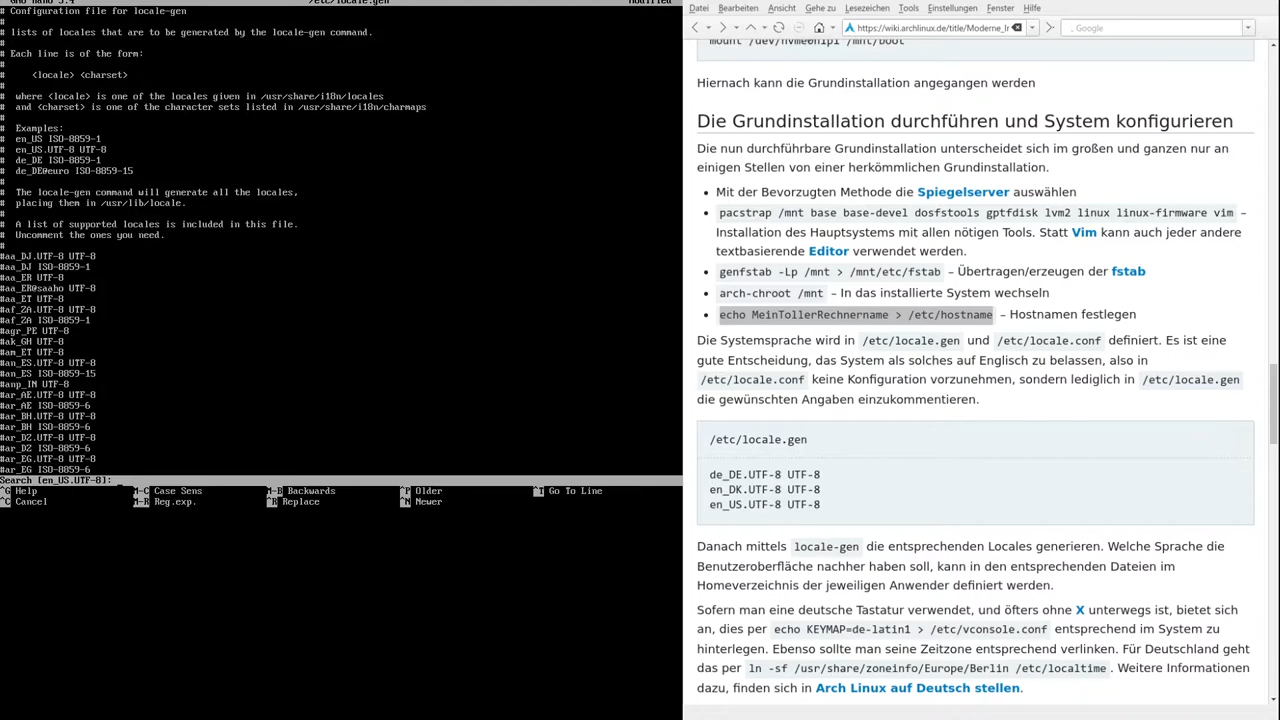 GNU nano 5.4 /etc/locale.gen Modified
# Configuration file for locale-gen
#
# lists of locales that are to be generated by the locale-gen command.
#
# Each line is of the form:
#
#     <locale> <charset>
#
#  where <locale> is one of the locales given in /usr/share/i18n/locales
#  and <charset> is one of the character sets listed in /usr/share/i18n/charmaps
#
#  Examples:
#  en_US ISO-8859-1
#  en_US.UTF-8 UTF-8
#  de_DE ISO-8859-1
#  de_DE@euro ISO-8859-15
#
#  The locale-gen command will generate all the locales,
#  placing them in /usr/lib/locale.
#
#  A list of supported locales is included in this file.
#  Uncomment the ones you need.
#
#aa_DJ.UTF-8 UTF-8
#aa_DJ ISO-8859-1
#aa_ER UTF-8
#aa_ER@saaho UTF-8
#aa_ET UTF-8
#af_ZA.UTF-8 UTF-8
#af_ZA ISO-8859-1
#agr_PE UTF-8
#ak_GH UTF-8
#am_ET UTF-8
#an_ES.UTF-8 UTF-8
#an_ES ISO-8859-15
#anp_IN UTF-8
#ar_AE.UTF-8 UTF-8
#ar_AE ISO-8859-6
#ar_BH.UTF-8 UTF-8
#ar_BH ISO-8859-6
#ar_DZ.UTF-8 UTF-8
#ar_DZ ISO-8859-6
#ar_EG.UTF-8 UTF-8
#ar_EG ISO-8859-6
Search [en_US.UTF-8]:
^G Help M-C Case Sens M-B Backwards ^P Older ^T Go To Line
^C Cancel M-R Reg.exp. ^R Replace ^N Newer
Datei Bearbeiten Ansicht Gehe zu Lesezeichen Tools Einstellungen Fenster Hilfe
https://wiki.archlinux.de/title/Moderne_I Google
mount /dev/nvme0n1p1 /mnt/boot
Hiernach kann die Grundinstallation angegangen werden
Die Grundinstallation durchführen und System konfigurieren
Die nun durchführbare Grundinstallation unterscheidet sich im großen und ganzen nur an
einigen Stellen von einer herkömmlichen Grundinstallation.
• Mit der Bevorzugten Methode die Spiegelserver auswählen
• pacstrap /mnt base base-devel dosfstools gptfdisk lvm2 linux linux-firmware vim –
Installation des Hauptsystems mit allen nötigen Tools. Statt Vim kann auch jeder andere
textbasierende Editor verwendet werden.
• genfstab -Lp /mnt > /mnt/etc/fstab – Übertragen/erzeugen der fstab
• arch-chroot /mnt – In das installierte System wechseln
• echo MeinTollerRechnername > /etc/hostname – Hostnamen festlegen
Die Systemsprache wird in /etc/locale.gen und /etc/locale.conf definiert. Es ist eine
gute Entscheidung, das System als solches auf Englisch zu belassen, also in
/etc/locale.conf keine Konfiguration vorzunehmen, sondern lediglich in /etc/locale.gen
die gewünschten Angaben einzukommentieren.
/etc/locale.gen
de_DE.UTF-8 UTF-8
en_DK.UTF-8 UTF-8
en_US.UTF-8 UTF-8
Danach mittels locale-gen die entsprechenden Locales generieren. Welche Sprache die
Benutzeroberfläche nachher haben soll, kann in den entsprechenden Dateien im
Homeverzeichnis der jeweiligen Anwender definiert werden.
Sofern man eine deutsche Tastatur verwendet, und öfters ohne X unterwegs ist, bietet sich
an, dies per echo KEYMAP=de-latin1 > /etc/vconsole.conf entsprechend im System zu
hinterlegen. Ebenso sollte man seine Zeitzone entsprechend verlinken. Für Deutschland geht
das per ln -sf /usr/share/zoneinfo/Europe/Berlin /etc/localtime. Weitere Informationen
dazu, finden sich in Arch Linux auf Deutsch stellen.